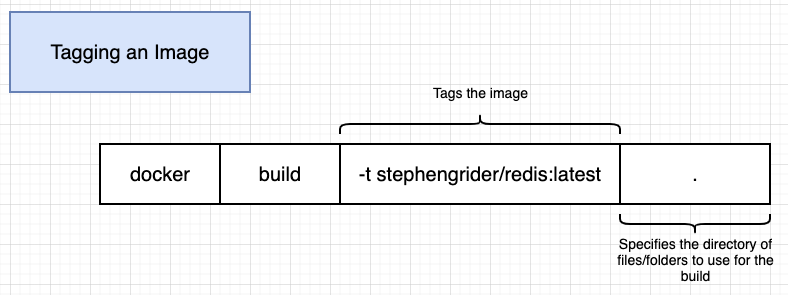 Tagging an Image
Tags the image
docker build -t stephengrider/redis:latest .
Specifies the directory of
files/folders to use for the
build